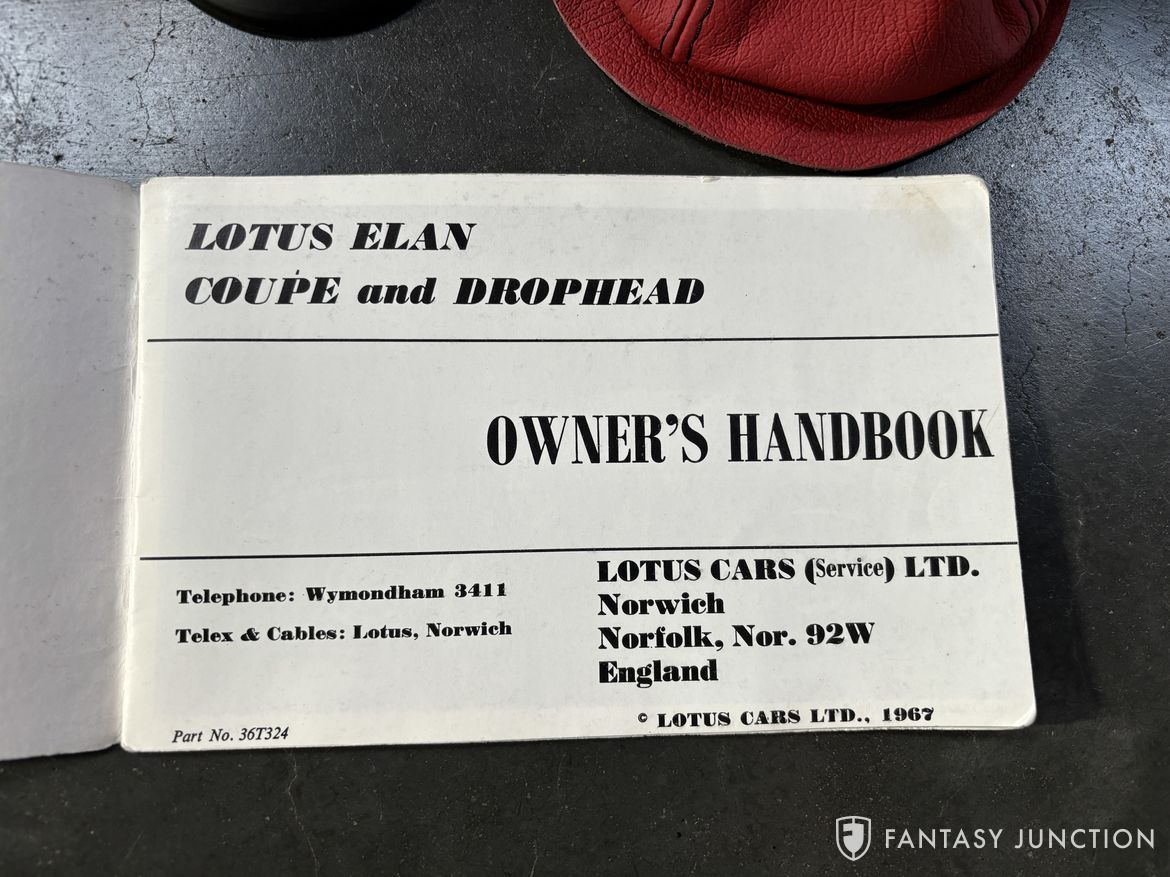 LOTUS ELAN
COUPÉ and DROPHEAD
OWNER'S HANDBOOK
Telephone: Wymondham 3411
Telex & Cables: Lotus, Norwich
LOTUS CARS (Service) LTD.
Norwich
Norfolk, Nor. 92W
England
© LOTUS CARS LTD., 1967
Part No. 36T324
FANTASY JUNCTION